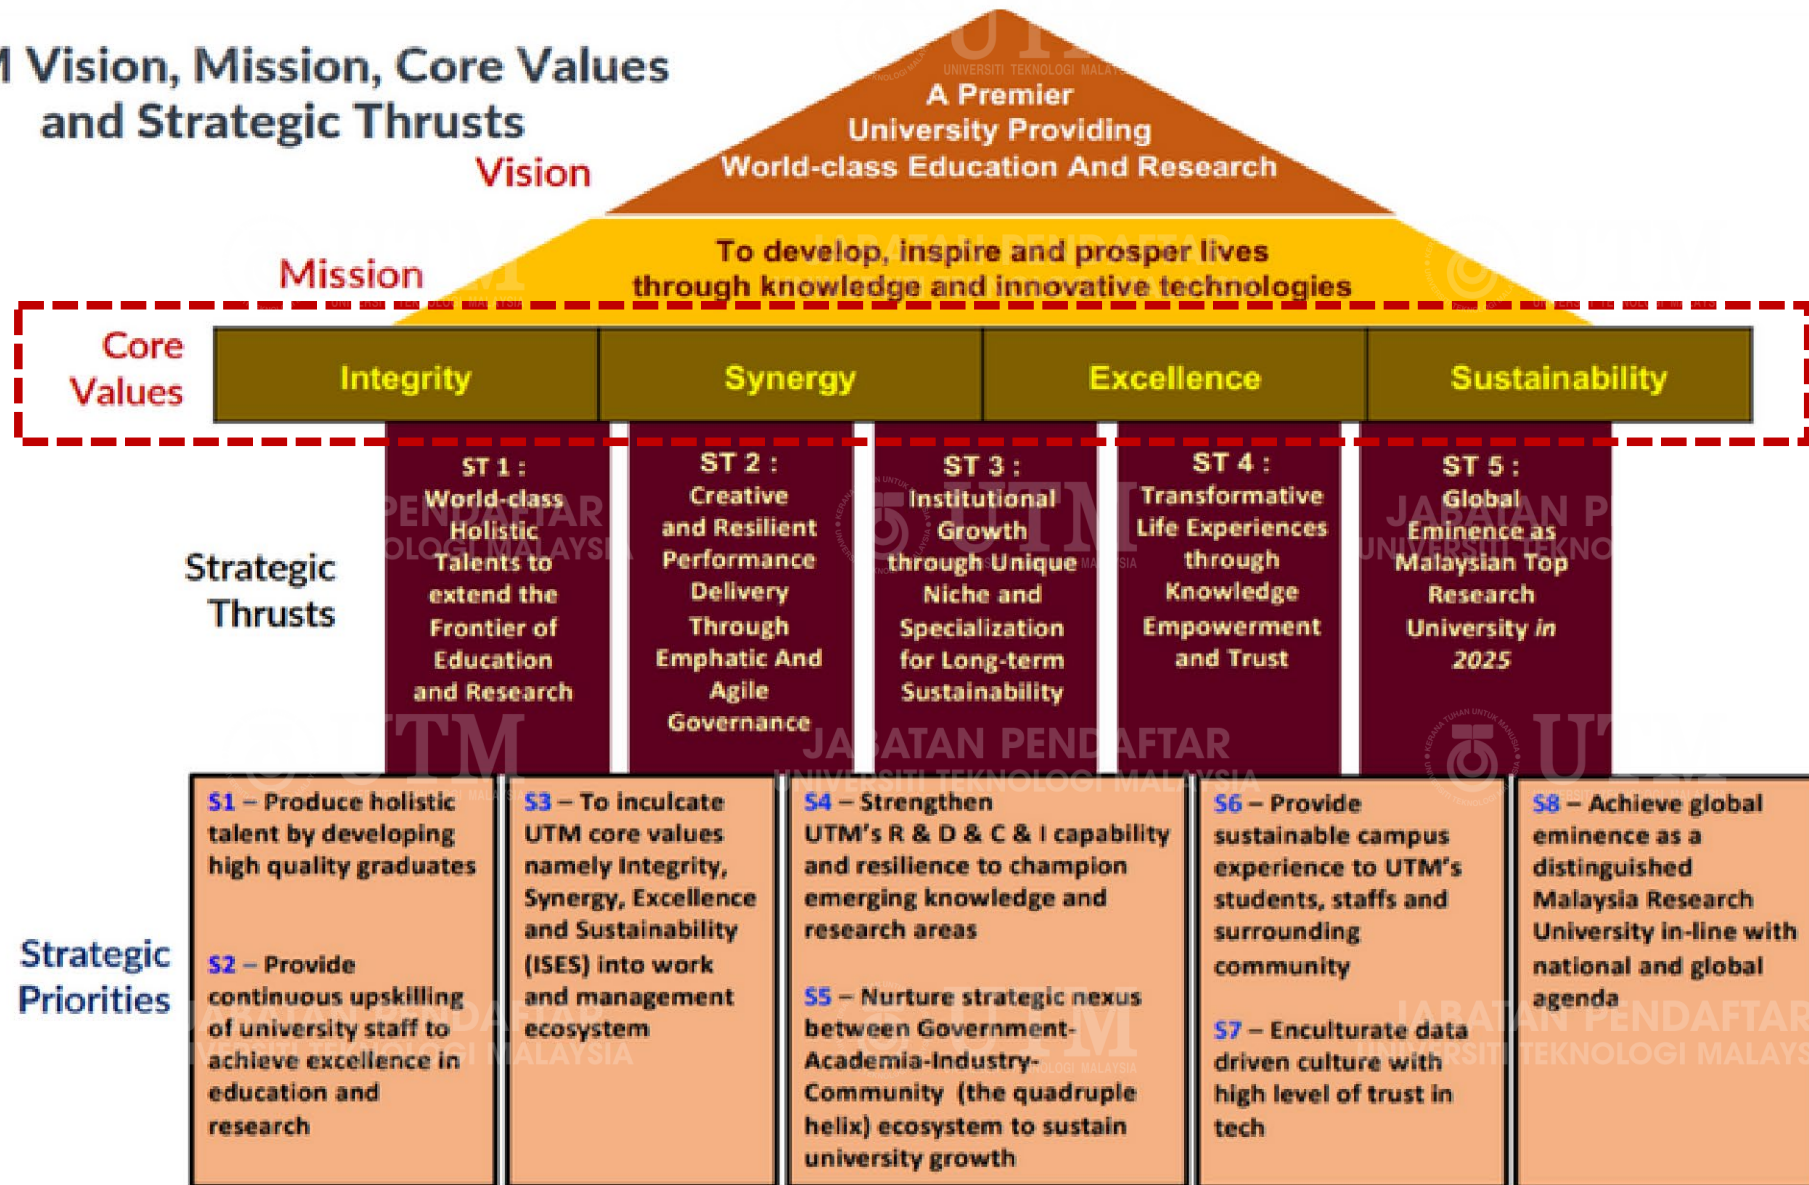 M Vision, Mission, Core Values
and Strategic Thrusts
Vision
A Premier
University Providing
World-class Education And Research
Mission
To develop, inspire and prosper lives
through knowledge and innovative technologies
Core
Values
Integrity
Synergy
Excellence
Sustainability
Strategic
Thrusts
ST 1 :
World-class
Holistic
Talents to
extend the
Frontier of
Education
and Research
ST 2 :
Creative
and Resilient
Performance
Delivery
Through
Emphatic And
Agile
Governance
ST 3 :
Institutional
Growth
through Unique
Niche and
Specialization
for Long-term
Sustainability
ST 4 :
Transformative
Life Experiences
through
Knowledge
Empowerment
and Trust
ST 5 :
Global
Eminence as
Malaysian Top
Research
University in
2025
Strategic
Priorities
S1 – Produce holistic
talent by developing
high quality graduates
S2 – Provide
continuous upskilling
of university staff to
achieve excellence in
education and
research
S3 – To inculcate
UTM core values
namely Integrity,
Synergy, Excellence
and Sustainability
(ISES) into work
and management
ecosystem
S4 – Strengthen
UTM's R & D & C & I capability
and resilience to champion
emerging knowledge and
research areas
S5 – Nurture strategic nexus
between Government-
Academia-Industry-
Community (the quadruple
helix) ecosystem to sustain
university growth
S6 – Provide
sustainable campus
experience to UTM's
students, staffs and
surrounding
community
S7 – Enculturate data
driven culture with
high level of trust in
tech
S8 – Achieve global
eminence as a
distinguished
Malaysia Research
University in-line with
national and global
agenda
UTM
UNIVERSITI TEKNOLOGI MALAYSIA
JABATAN PENDAFTAR
UNIVERSITI TEKNOLOGI MALAYSIA